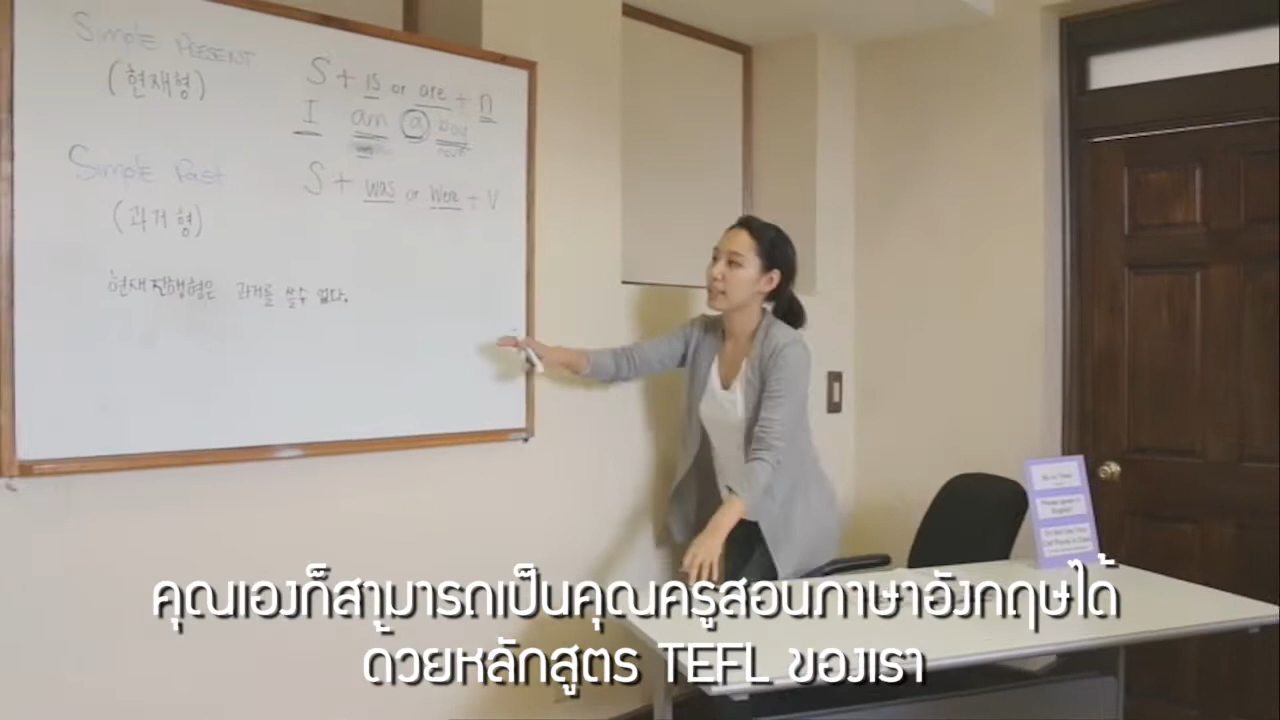 Simple PRESENT
(현재형)
S + is or are + n
I am a boy
noun
Simple Past
(과거형)
S + was or were + v
현재진행형은 과거를 쓸수 없다.
Please speak in English!
คุณเองก็สามารถเป็นคุณครูสอนภาษาอังกฤษได้
ด้วยหลักสูตร TEFL ของเรา